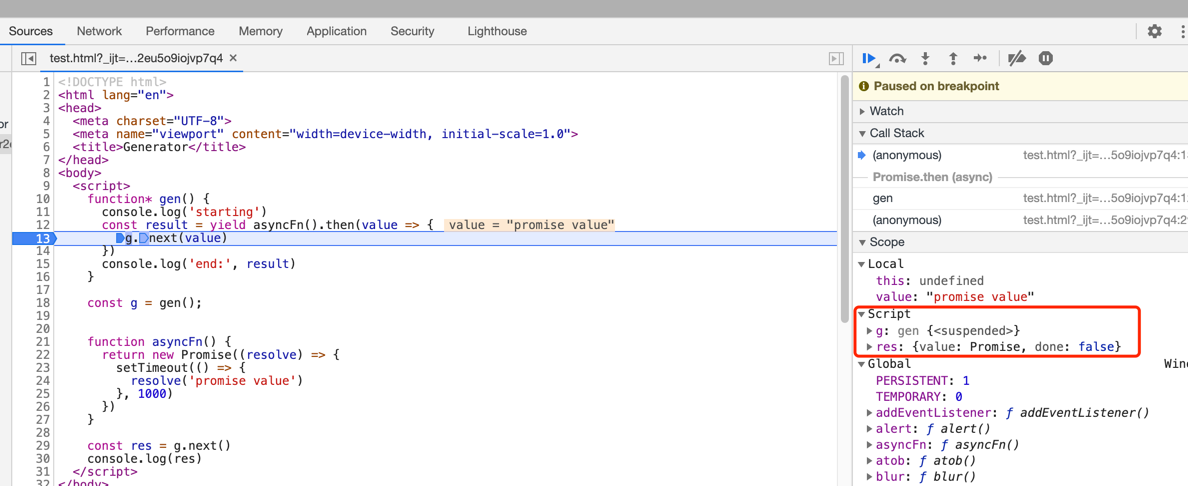 Sources Network Performance Memory Application Security Lighthouse
test.html?_ijt=…2eu5o9iojvp7q4 ×
1 <!DOCTYPE html>
2 <html lang="en">
3 <head>
4 <meta charset="UTF-8">
5 <meta name="viewport" content="width=device-width, initial-scale=1.0">
6 <title>Generator</title>
7 </head>
8 <body>
9 <script>
10 function* gen() {
11 console.log('starting')
12 const result = yield asyncFn().then(value => { value = "promise value"
13 g.next(value)
14 })
15 console.log('end:', result)
16 }
17
18 const g = gen();
19
20
21 function asyncFn() {
22 return new Promise((resolve) => {
23 setTimeout(() => {
24 resolve('promise value')
25 }, 1000)
26 })
27 }
28
29 const res = g.next()
30 console.log(res)
31 </script>
32 </body>
Paused on breakpoint
Watch
Call Stack
(anonymous) test.html?_ijt=…5o9iojvp7q4:1
Promise.then (async)
gen test.html?_ijt=…5o9iojvp7q4:1
(anonymous) test.html?_ijt=…5o9iojvp7q4:2
Scope
Local
this: undefined
value: "promise value"
Script
g: gen {<suspended>}
res: {value: Promise, done: false}
Global Win
PERSISTENT: 1
TEMPORARY: 0
addEventListener: ƒ addEventListener()
alert: ƒ alert()
asyncFn: ƒ asyncFn()
atob: ƒ atob()
blur: ƒ blur()